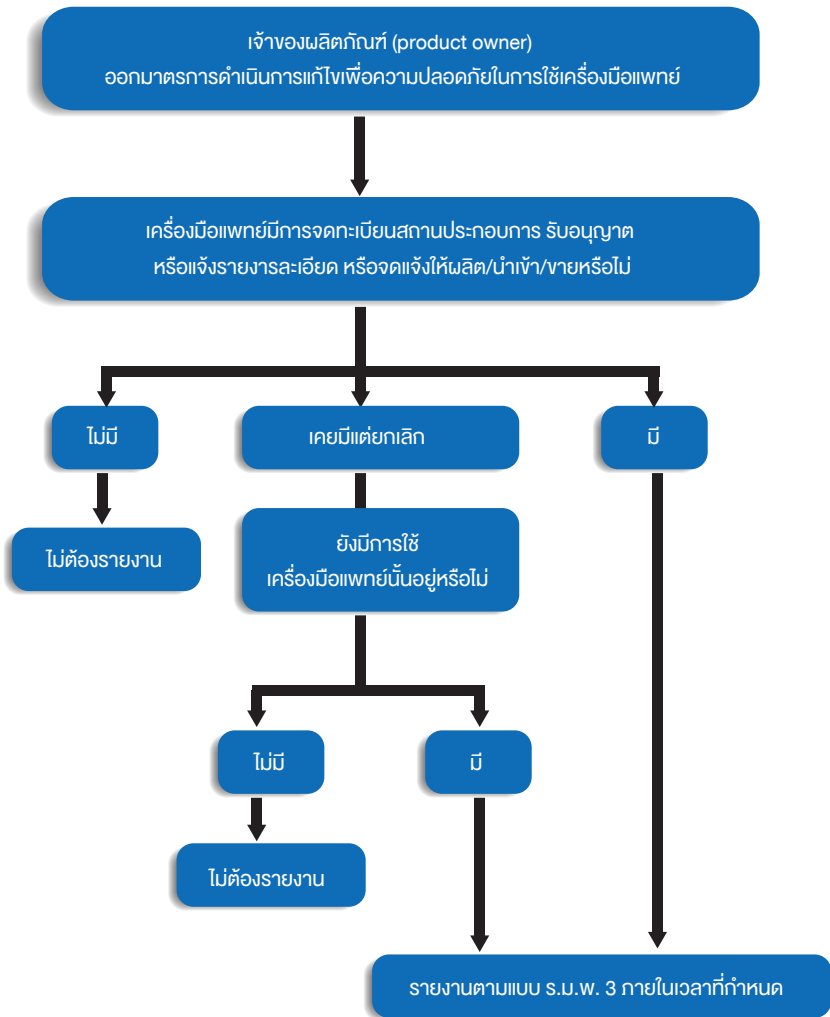 เจ้าของผลิตภัณฑ์ (product owner)
ออกมาตรการดำเนินการแก้ไขเพื่อความปลอดภัยในการใช้เครื่องมือแพทย์
เครื่องมือแพทย์มีการจดทะเบียนสถานประกอบการ รับอนุญาต
หรือแจ้งรายงารละเอียด หรือจดแจ้งให้ผลิต/นำเข้า/ขายหรือไม่
ไม่มี
เคยมีแต่ยกเลิก
มี
ไม่ต้องรายงาน
ยังมีการใช้
เครื่องมือแพทย์นั้นอยู่หรือไม่
ไม่มี
มี
ไม่ต้องรายงาน
รายงานตามแบบ ร.ม.พ. 3 ภายในเวลาที่กำหนด